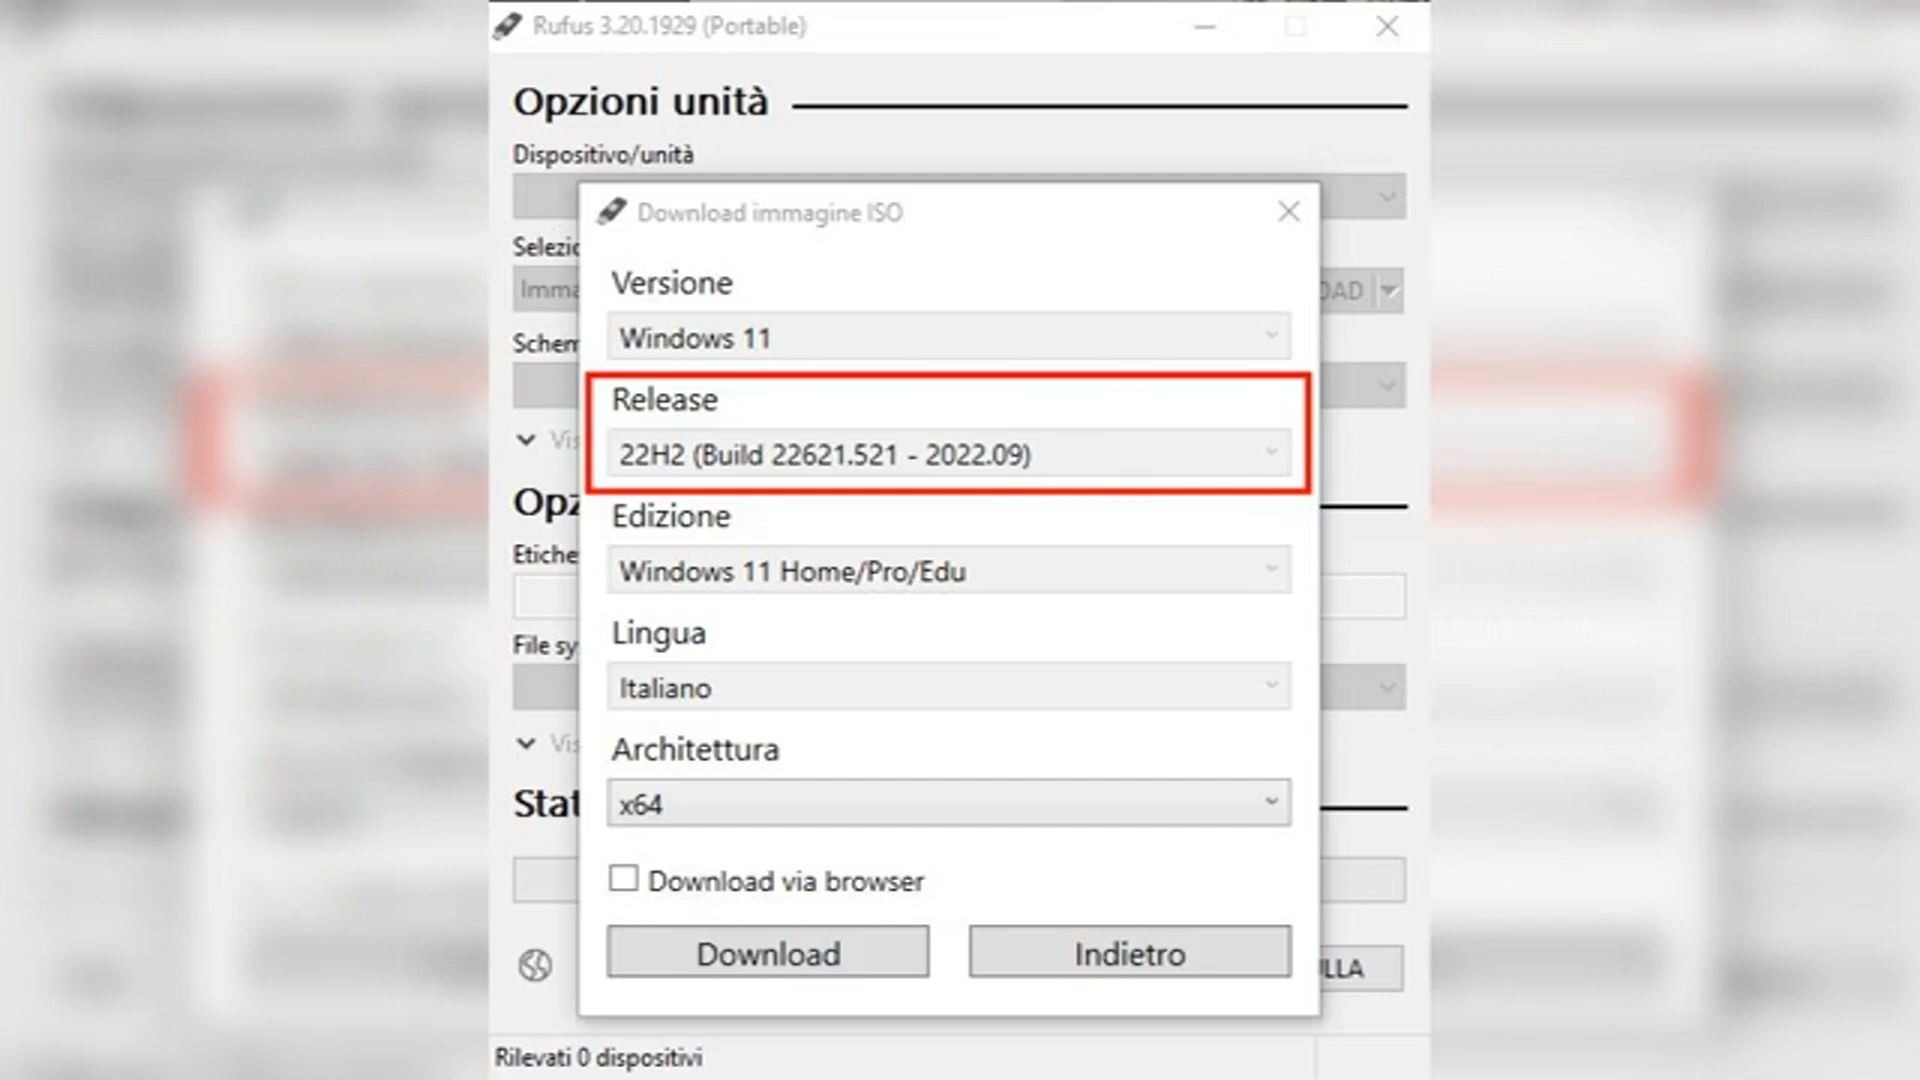 Rufus 3.20.1929 (Portable)
Opzioni unità
Dispositivo/unità
Download immagine ISO
Versione
Windows 11
Release
22H2 (Build 22621.521 - 2022.09)
Edizione
Windows 11 Home/Pro/Edu
Lingua
Italiano
Architettura
x64
Download via browser
Download
Indietro
Rilevati 0 dispositivi